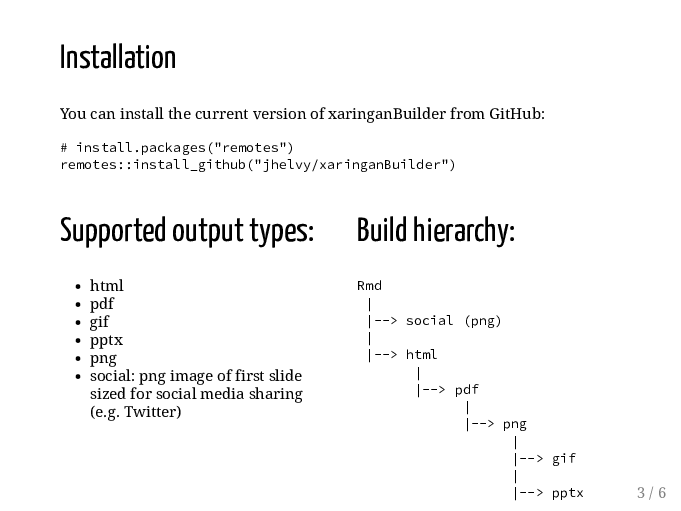 Installation
You can install the current version of xaringanBuilder from GitHub:
# install.packages("remotes")
remotes::install_github("jhelvy/xaringanBuilder")
Supported output types:
• html
• pdf
• gif
• pptx
• png
• social: png image of first slide
sized for social media sharing
(e.g. Twitter)
Build hierarchy:
Rmd
 |
 |--> social (png)
 |
 |--> html
       |
       |--> pdf
             |
             |--> png
                   |
                   |--> gif
                   |
                   |--> pptx
3 / 6